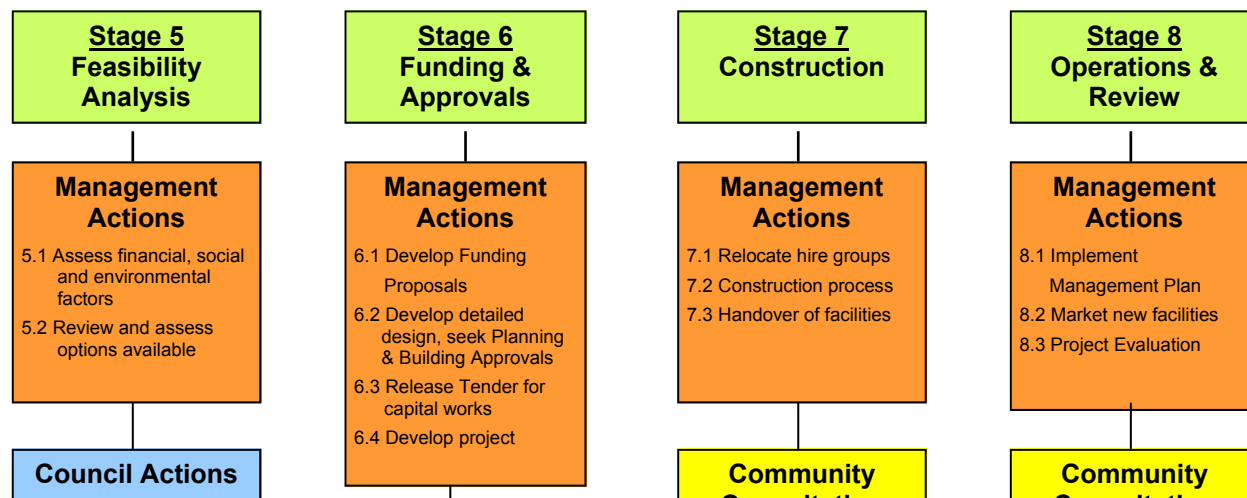 Stage 5
Feasibility
Analysis
Management
Actions
5.1 Assess financial, social
and environmental
factors
5.2 Review and assess
options available
Council Actions
Stage 6
Funding &
Approvals
Management
Actions
6.1 Develop Funding
Proposals
6.2 Develop detailed
design, seek Planning
& Building Approvals
6.3 Release Tender for
capital works
6.4 Develop project
Stage 7
Construction
Management
Actions
7.1 Relocate hire groups
7.2 Construction process
7.3 Handover of facilities
Community
Stage 8
Operations &
Review
Management
Actions
8.1 Implement
Management Plan
8.2 Market new facilities
8.3 Project Evaluation
Community